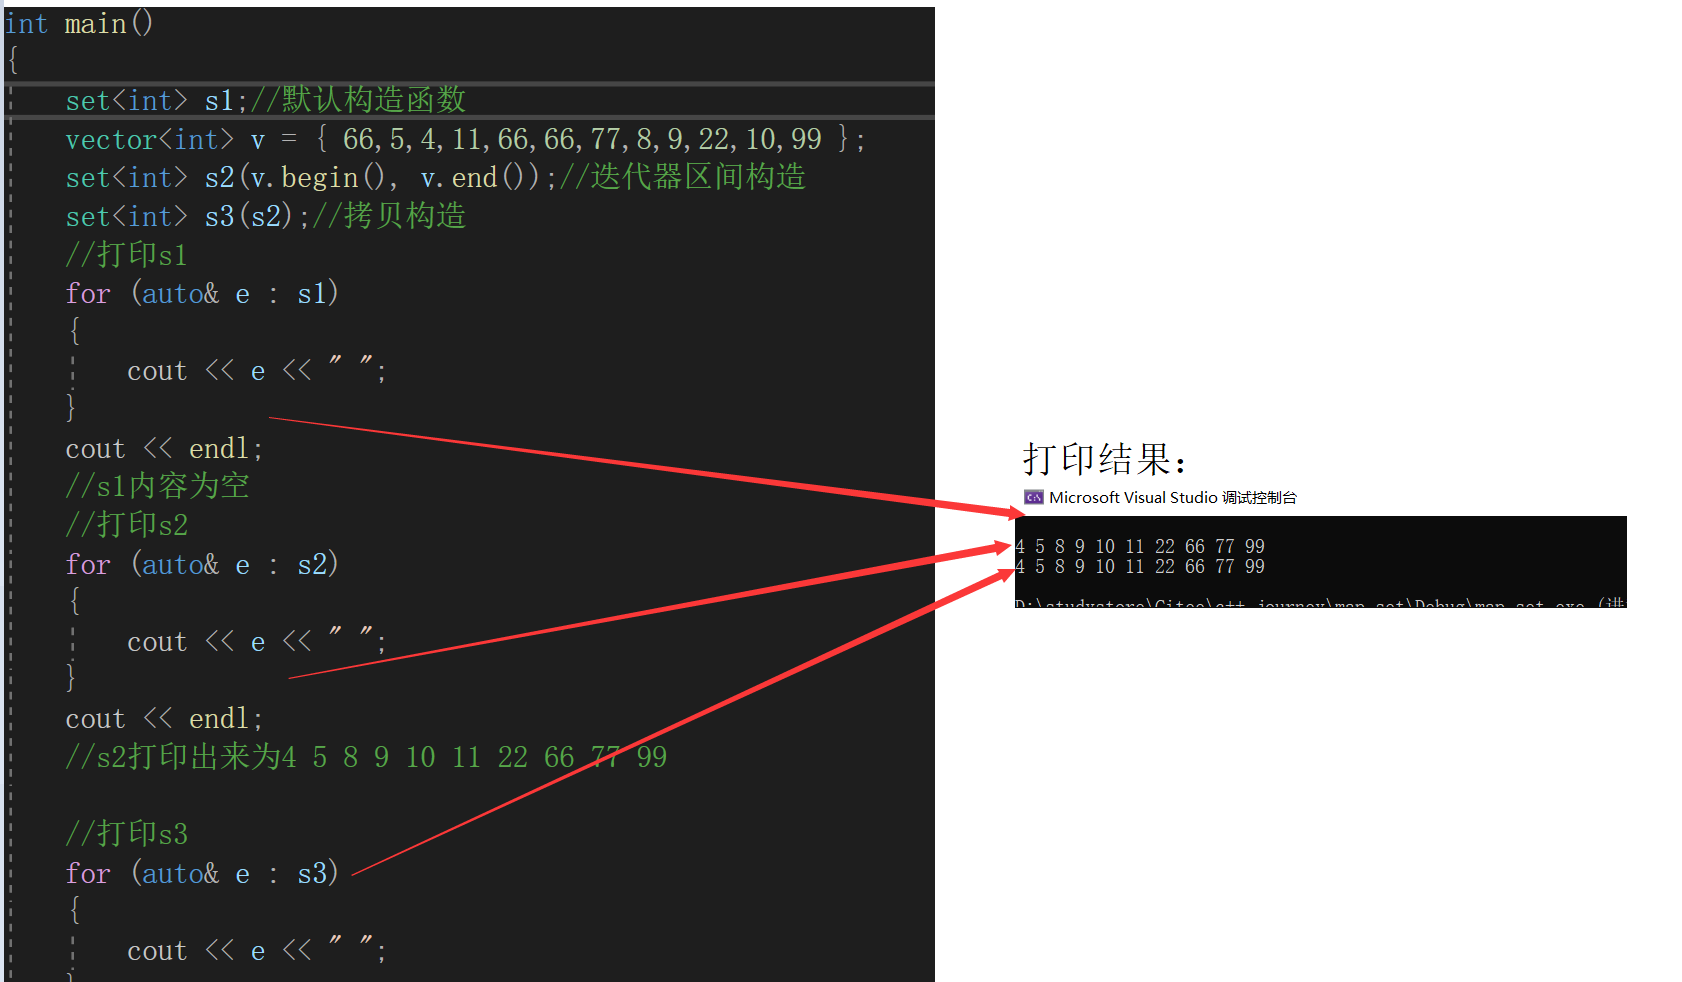 int main()
{
set<int> s1;//默认构造函数
vector<int> v = { 66,5,4,11,66,66,77,8,9,22,10,99 };
set<int> s2(v.begin(), v.end());//迭代器区间构造
set<int> s3(s2);//拷贝构造
//打印s1
for (auto& e : s1)
{
cout << e << " ";
}
cout << endl;
//s1内容为空
//打印s2
for (auto& e : s2)
{
cout << e << " ";
}
cout << endl;
//s2打印出来为4 5 8 9 10 11 22 66 77 99
//打印s3
for (auto& e : s3)
{
cout << e << " ";
}
打印结果：
Microsoft Visual Studio 调试控制台
4 5 8 9 10 11 22 66 77 99
4 5 8 9 10 11 22 66 77 99
D:\studystore\Gitee\c++ journey\map_set\Debug\map_set.exe (进